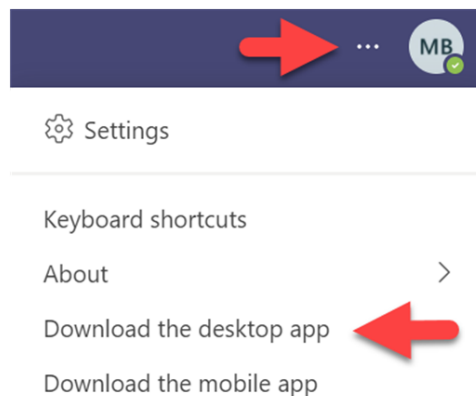 ... MB
Settings
Keyboard shortcuts
About
Download the desktop app
Download the mobile app